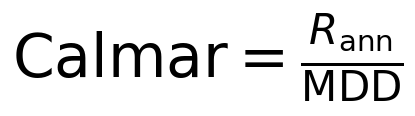 Calmar = R_ann / MDD